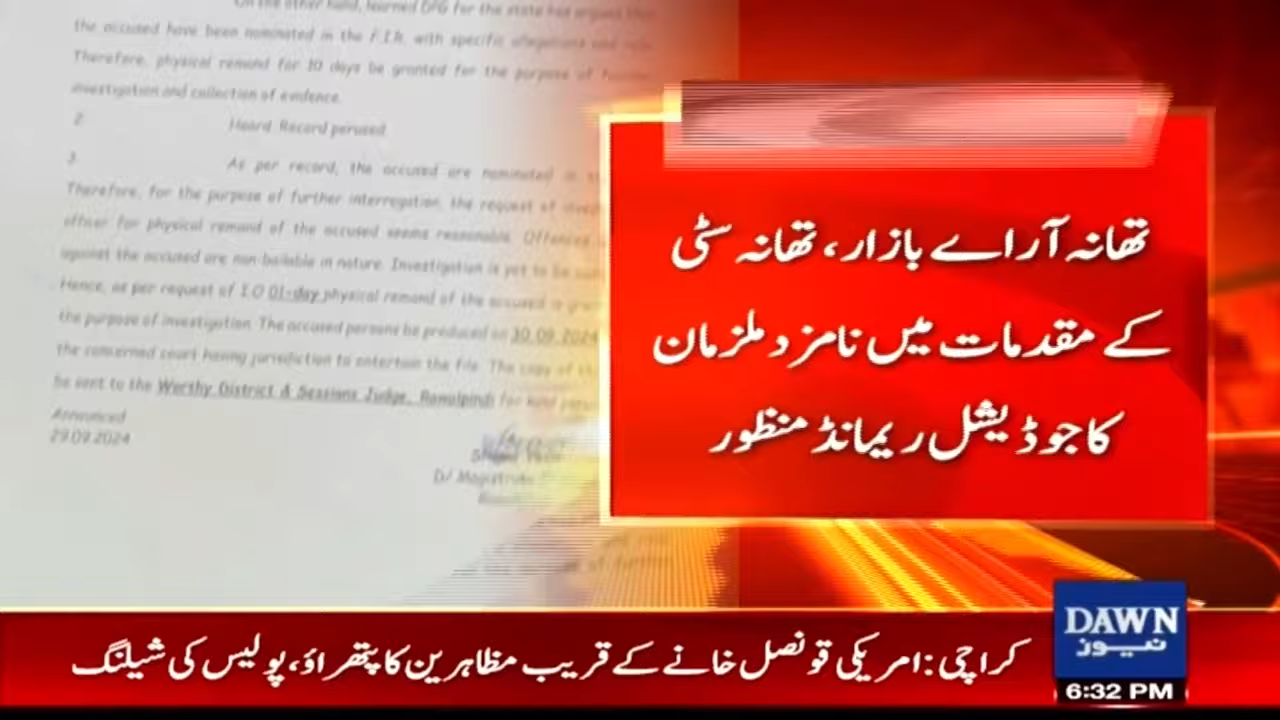 On the other hand, learned DPG for the state has argued that
the accused have been nominated in the F.I.R. with specific allegations and
Therefore, physical remand for 10 days be granted for the purpose of
investigation and collection of evidence.
2. Heard. Record perused.
3. As per record, the accused are nominated in
Therefore, for the purpose of further interrogation, the request of
officer for physical remand of the accused seems reasonable. Offences
against the accused are non-bailable in nature. Investigation is yet to be
Hence, as per request of I.O 01-day physical remand of the accused is
the purpose of investigation. The accused persons be produced on 30.09.2024
the concerned court having jurisdiction to entertain the file. The copy of
be sent to the Worthy District & Sessions Judge, Rawalpindi for
Announced
29.09.2024
D/ Magistrate
تھانہ آر اے بازار، تھانہ سٹی
کے مقدمات میں نامزد ملزمان
کا جوڈیشل ریمانڈ منظور
کراچی: امریکی قونصل خانے کے قریب مظاہرین کا پتھراؤ، پولیس کی شیلنگ
DAWN
نیوز
6:32 PM